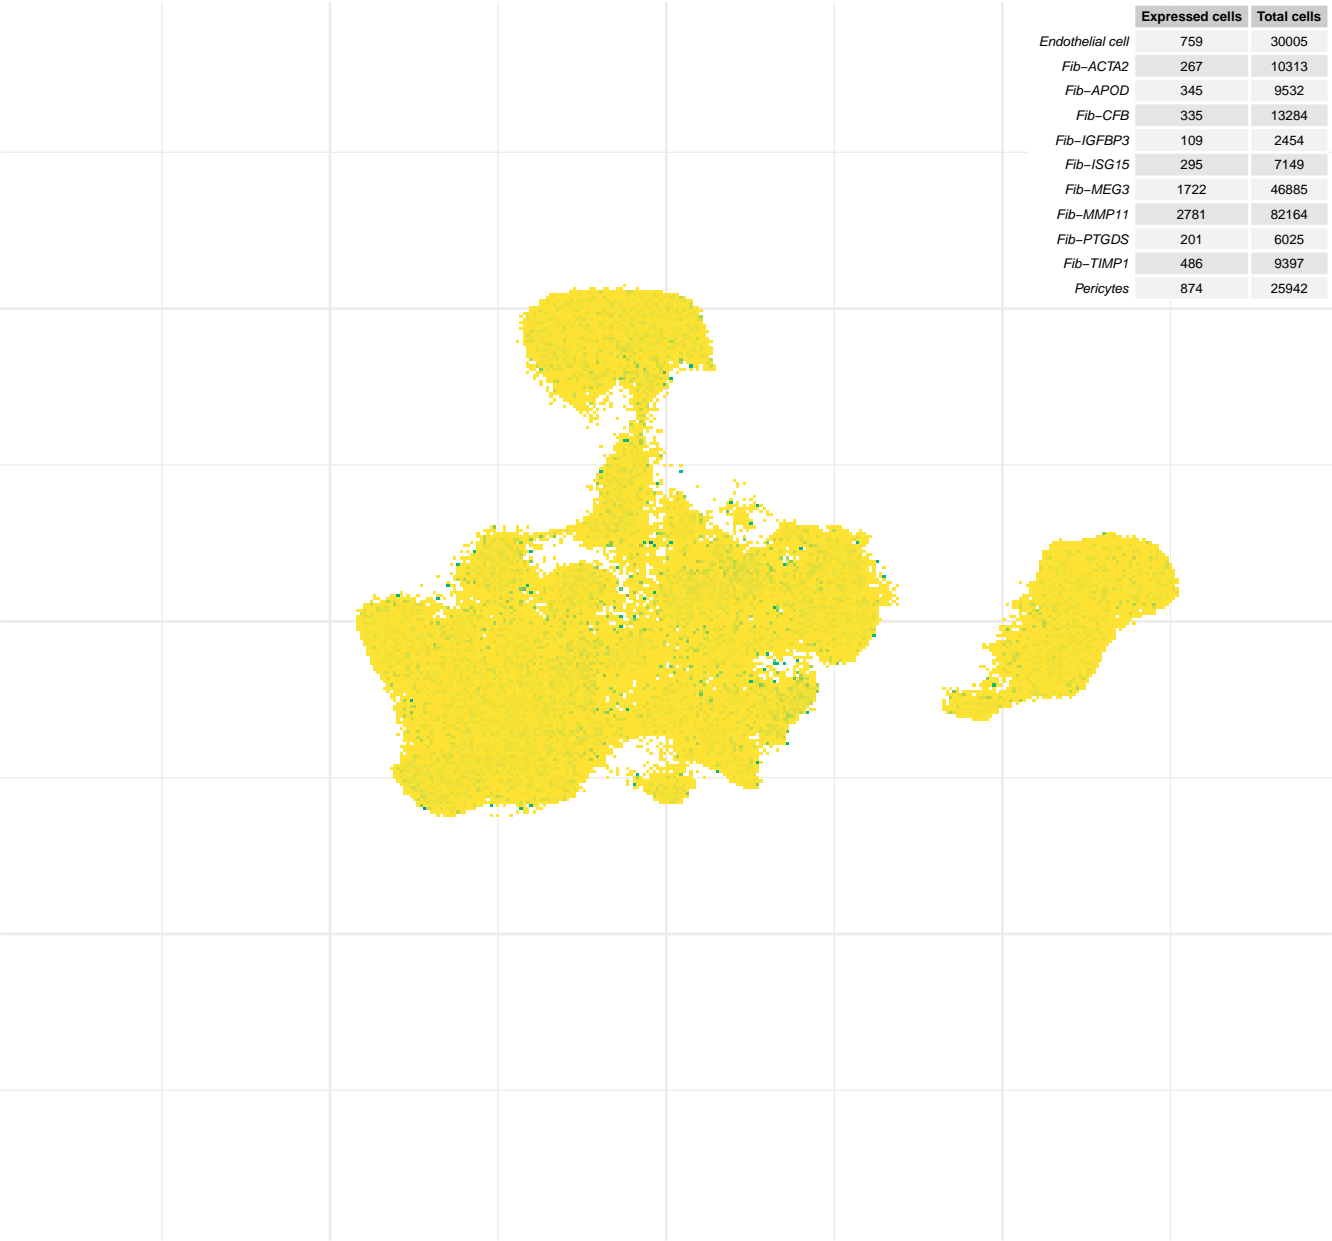 Expressed cells Total cells
Endothelial cell 759 30005
Fib−ACTA2 267 10313
Fib−APOD 345 9532
Fib−CFB 335 13284
Fib−IGFBP3 109 2454
Fib−ISG15 295 7149
Fib−MEG3 1722 46885
Fib−MMP11 2781 82164
Fib−PTGDS 201 6025
Fib−TIMP1 486 9397
Pericytes 874 25942